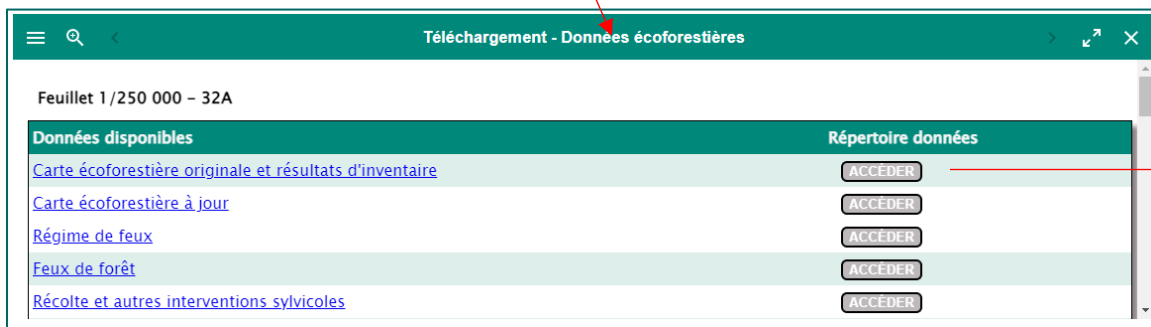 Téléchargement - Données écoforestières
Feuillet 1/250 000 – 32A
Données disponibles Répertoire données
Carte écoforestière originale et résultats d'inventaire ACCÉDER
Carte écoforestière à jour ACCÉDER
Régime de feux ACCÉDER
Feux de forêt ACCÉDER
Récolte et autres interventions sylvicoles ACCÉDER